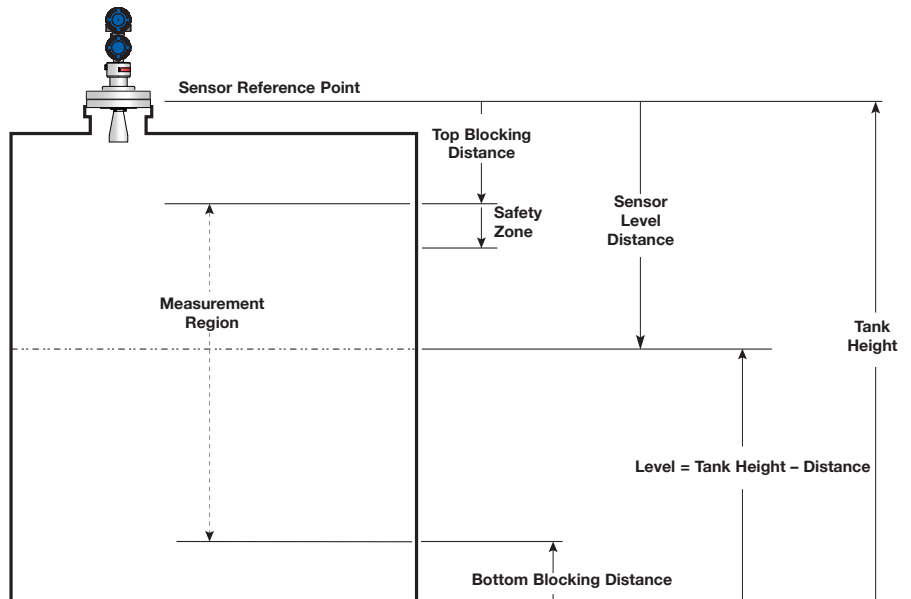 Sensor Reference Point
Top Blocking
Distance
Safety
Zone
Sensor
Level
Distance
Measurement
Region
Tank
Height
Level = Tank Height – Distance
Bottom Blocking Distance